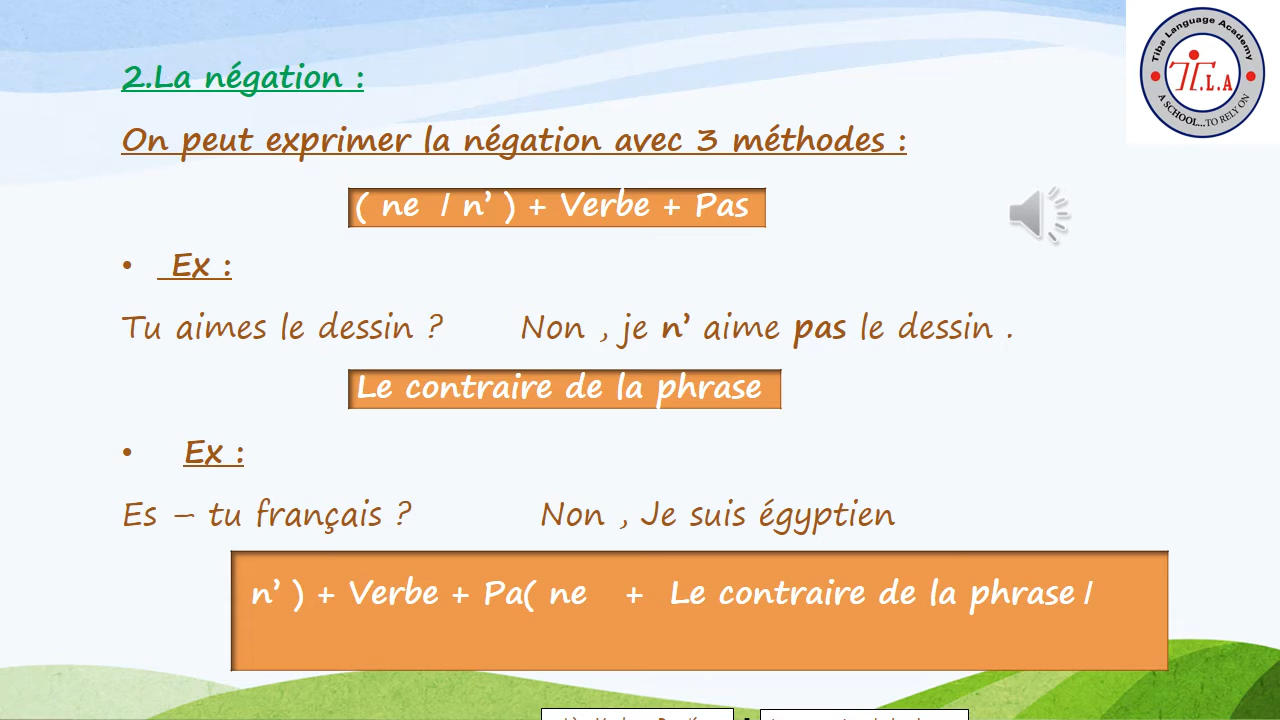 Tiba Language Academy
T.L.A
A SCHOOL...TO RELY ON
2.La négation :
On peut exprimer la négation avec 3 méthodes :
( ne / n' ) + Verbe + Pas
• Ex :
Tu aimes le dessin ? Non , je n' aime pas le dessin .
Le contraire de la phrase
• Ex :
Es – tu français ? Non , Je suis égyptien
n' ) + Verbe + Pa( ne + Le contraire de la phrase /